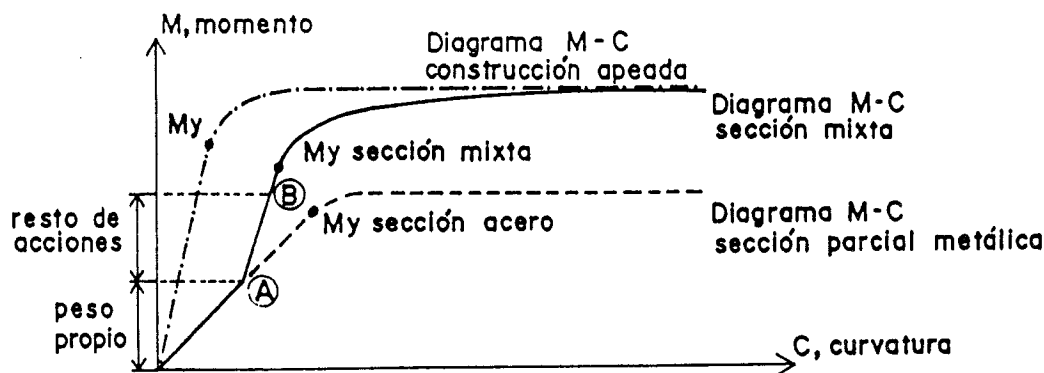 M, momento
Diagrama M-C
construcción apeada
My
Diagrama M-C
sección mixta
My sección mixta
B
resto de
acciones
My sección acero
Diagrama M-C
sección parcial metálica
A
peso
propio
C, curvatura